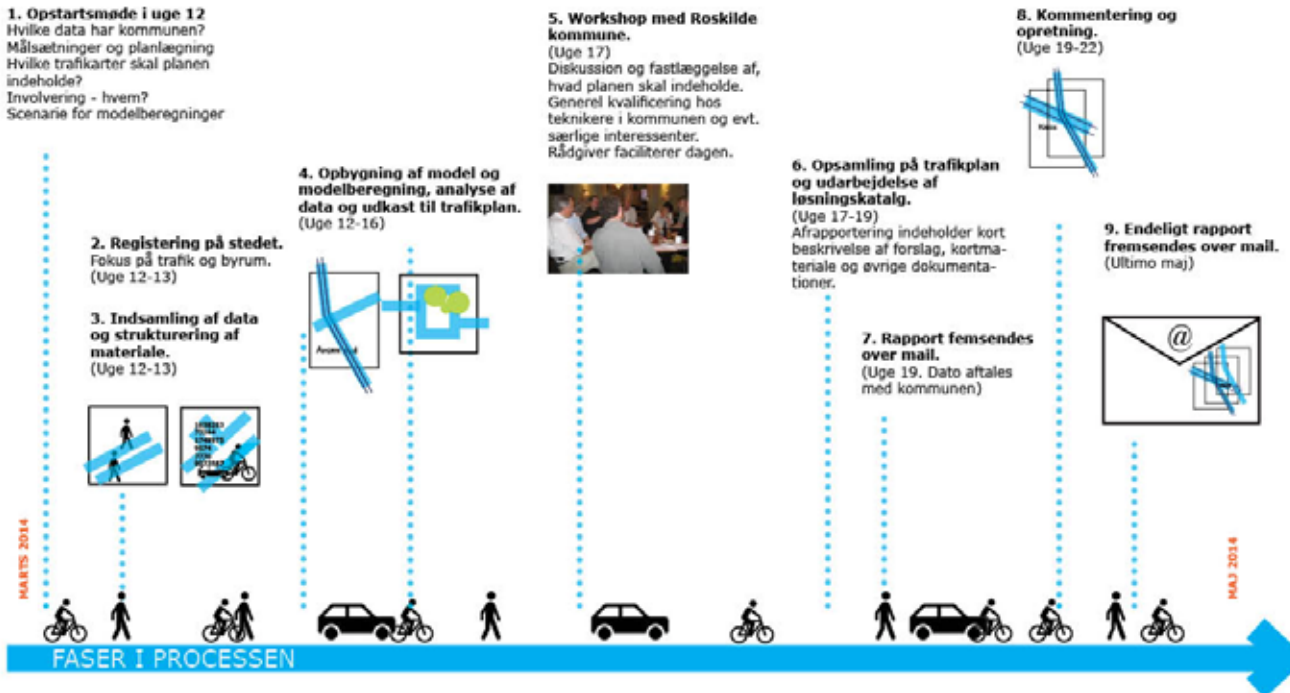 1. Opstartsmøde i uge 12
Hvilke data har kommunen?
Målsætninger og planlægning
Hvilke trafikarter skal planen
indeholde?
Involvering - hvem?
Scenarie for modelberegninger
2. Registering på stedet.
Fokus på trafik og byrum.
(Uge 12-13)
3. Indsamling af data
og strukturering af
materiale.
(Uge 12-13)
4. Opbygning af model og
modelberegning, analyse af
data og udkast til trafikplan.
(Uge 12-16)
5. Workshop med Roskilde
kommune.
(Uge 17)
Diskussion og fastlæggelse af,
hvad planen skal indeholde.
Generel kvalificering hos
teknikere i kommunen og evt.
særlige interessenter.
Rådgiver faciliterer dagen.
6. Opsamling på trafikplan
og udarbejdelse af
løsningskatalg.
(Uge 17-19)
Afrapportering indeholder kort
beskrivelse af forslag, kortma-
teriale og øvrige dokumenta-
tioner.
7. Rapport femsendes
over mail.
(Uge 19. Dato aftales
med kommunen)
8. Kommentering og
opretning.
(Uge 19-22)
9. Endeligt rapport
fremsendes over mail.
(Ultimo maj)
@
MARTS 2014
MAJ 2014
FASER I PROCESSEN